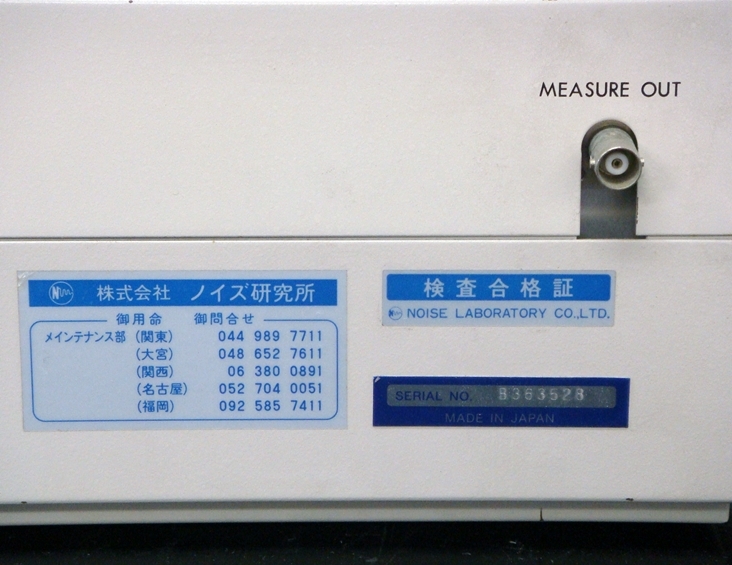 MEASURE OUT
株式会社 ノイズ研究所
御用命 御問合せ
メインテナンス部 (関東) 044 989 7711
(大宮) 048 652 7611
(関西) 06 380 0891
(名古屋) 052 704 0051
(福岡) 092 585 7411
検査合格証
NOISE LABORATORY CO.,LTD.
SERIAL NO. 8363528
MADE IN JAPAN